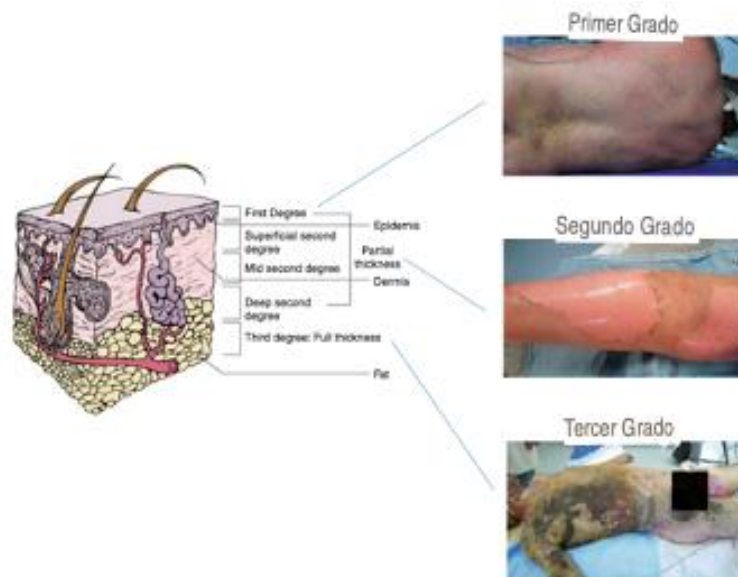 Primer Grado
First Degree
Epidemis
Superficial second
degree
Partial
thickness
Mid second degree
Dermis
Deep second
degree
Third degree: Full thickness
Fat
Segundo Grado
Tercer Grado